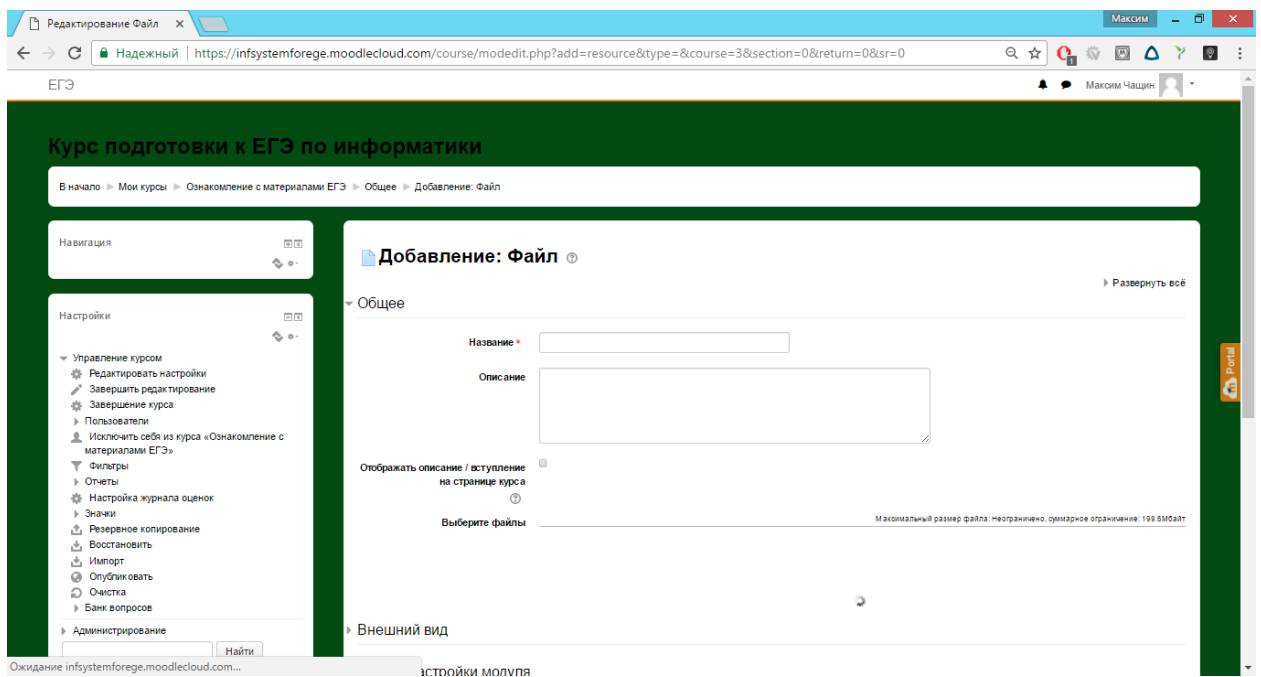 Редактирование Файл
Максим
Надежный
https://infsystemforege.moodlecloud.com/course/modedit.php?add=resource&type=&course=3&section=0&return=0&sr=0
1
ЕГЭ
Максим Чащин
Курс подготовки к ЕГЭ по информатики
В начало Мои курсы Ознакомление с материалами ЕГЭ Общее Добавление: Файл
Навигация
Настройки
Управление курсом
Редактировать настройки
Завершить редактирование
Завершение курса
Пользователи
Исключить себя из курса «Ознакомление с
материалами ЕГЭ»
Фильтры
Отчеты
Настройка журнала оценок
Значки
Резервное копирование
Восстановить
Импорт
Опубликовать
Очистка
Банк вопросов
Администрирование
Найти
Добавление: Файл
Развернуть всё
Общее
Название *
Описание
Отображать описание / вступление
на странице курса
Выберите файлы
Максимальный размер файла: Неограничено, суммарное ограничение: 199.6Мбайт
Внешний вид
Portal
Ожидание infsystemforege.moodlecloud.com...
астройки модуля